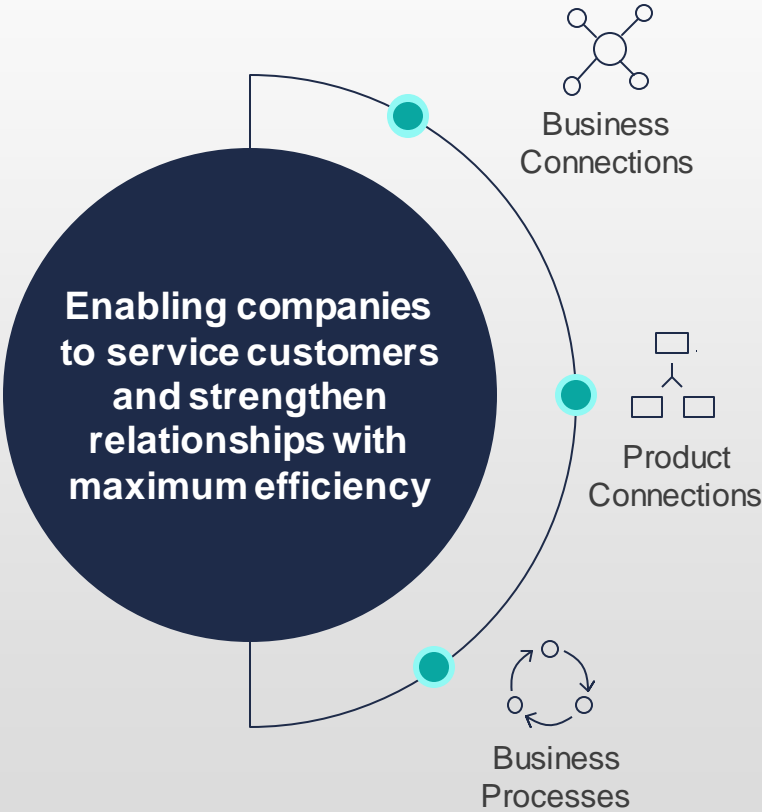 Business
Connections
Enabling companies
to service customers
and strengthen
relationships with
maximum efficiency
Product
Connections
Business
Processes